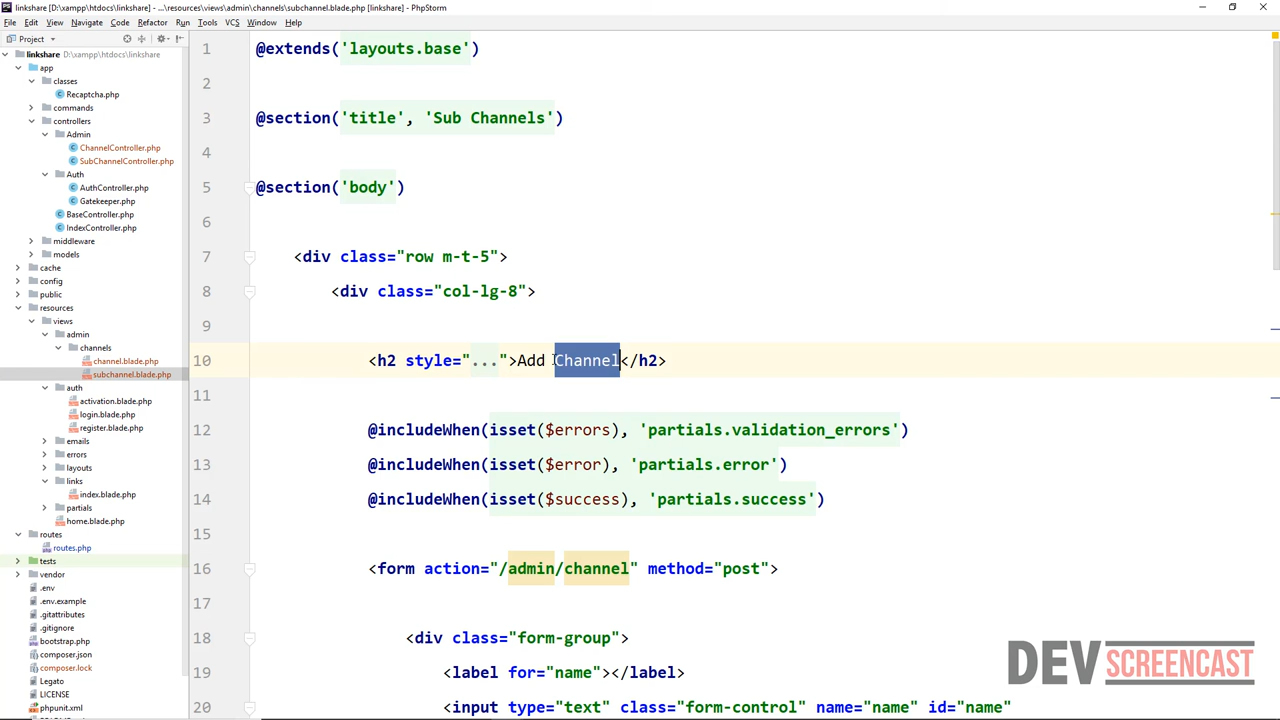 linkshare [D:\xampp\htdocs\linkshare] - ...\resources\views\admin\channels\subchannel.blade.php [linkshare] - PhpStorm
File Edit View Navigate Code Refactor Run Tools VCS Window Help
Project
linkshare D:\xampp\htdocs\linkshare
app
classes
Recaptcha.php
commands
controllers
Admin
ChannelController.php
SubChannelController.php
Auth
AuthController.php
Gatekeeper.php
BaseController.php
IndexController.php
middleware
models
cache
config
public
resources
views
admin
channels
channel.blade.php
subchannel.blade.php
auth
activation.blade.php
login.blade.php
register.blade.php
emails
errors
layouts
links
index.blade.php
partials
home.blade.php
routes
routes.php
tests
vendor
.env
.env.example
.gitattributes
.gitignore
bootstrap.php
composer.json
composer.lock
Legato
LICENSE
phpunit.xml
1 @extends('layouts.base')
2
3 @section('title', 'Sub Channels')
4
5 @section('body')
6
7 <div class="row m-t-5">
8 <div class="col-lg-8">
9
10 <h2 style="...">Add Channel</h2>
11
12 @includeWhen(isset($errors), 'partials.validation_errors')
13 @includeWhen(isset($error), 'partials.error')
14 @includeWhen(isset($success), 'partials.success')
15
16 <form action="/admin/channel" method="post">
17
18 <div class="form-group">
19 <label for="name"></label>
20 <input type="text" class="form-control" name="name" id="name"
DEVSCREENCAST